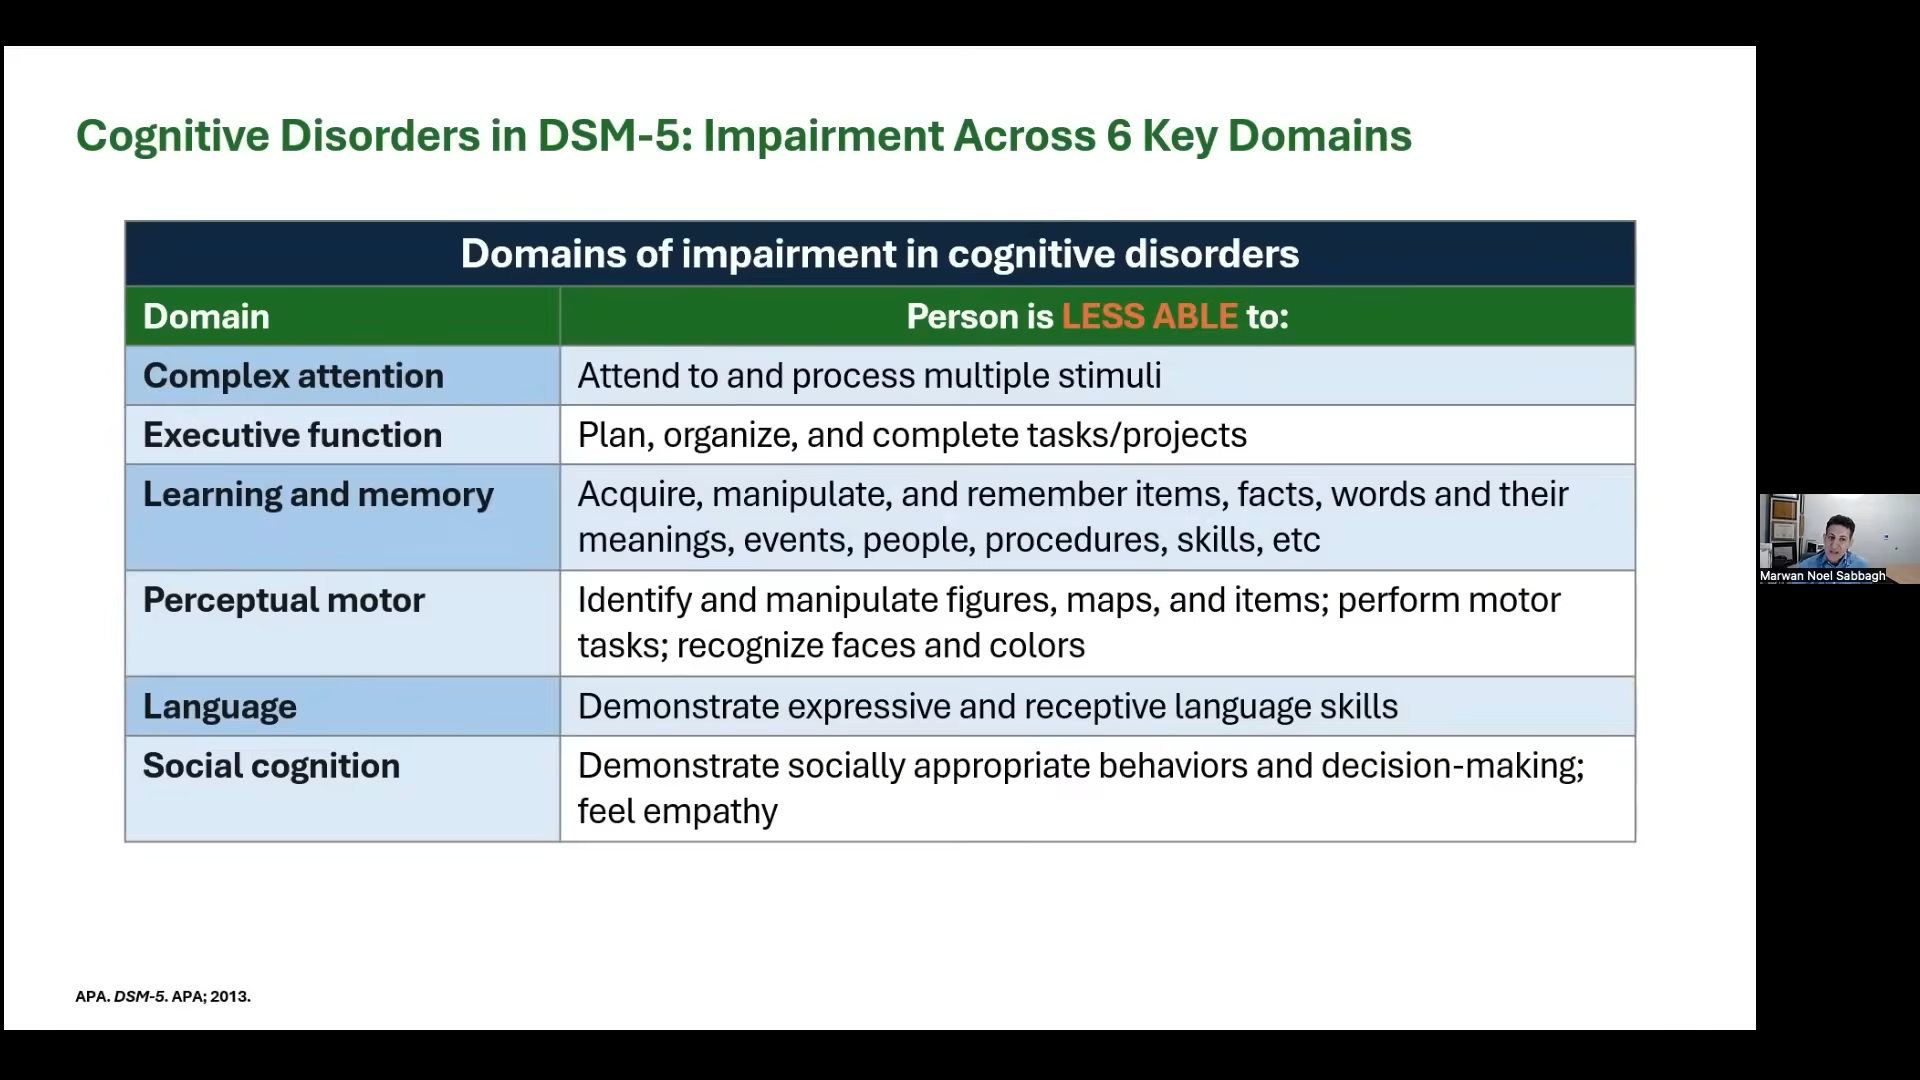 Cognitive Disorders in DSM-5: Impairment Across 6 Key Domains
Domains of impairment in cognitive disorders
Domain
Person is LESS ABLE to:
Complex attention
Attend to and process multiple stimuli
Executive function
Plan, organize, and complete tasks/projects
Learning and memory
Acquire, manipulate, and remember items, facts, words and their
meanings, events, people, procedures, skills, etc
Perceptual motor
Identify and manipulate figures, maps, and items; perform motor
tasks; recognize faces and colors
Language
Demonstrate expressive and receptive language skills
Social cognition
Demonstrate socially appropriate behaviors and decision-making;
feel empathy
APA. DSM-5. APA; 2013.
Marwan Noel Sabbagh